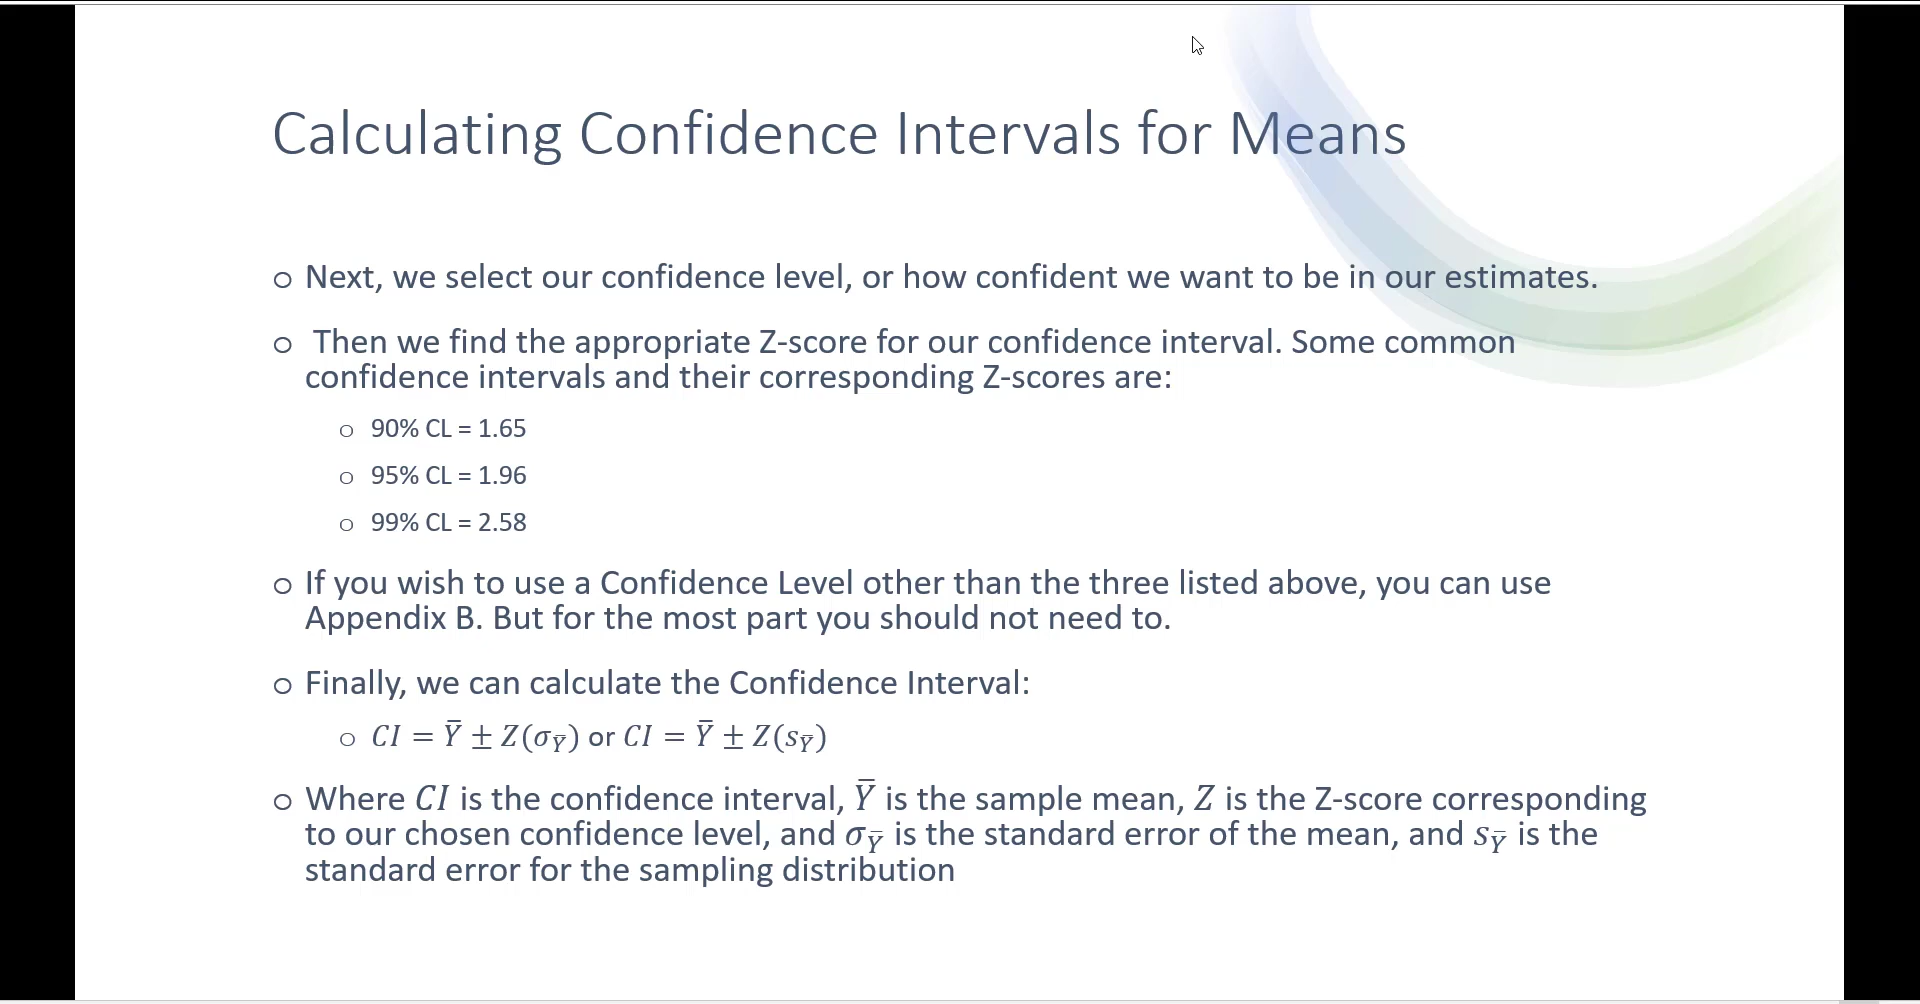 Calculating Confidence Intervals for Means
o Next, we select our confidence level, or how confident we want to be in our estimates.
o Then we find the appropriate Z-score for our confidence interval. Some common
confidence intervals and their corresponding Z-scores are:
o 90% CL = 1.65
o 95% CL = 1.96
o 99% CL = 2.58
o If you wish to use a Confidence Level other than the three listed above, you can use
Appendix B. But for the most part you should not need to.
o Finally, we can calculate the Confidence Interval:
o CI = Y̅ ± Z(σ_Y̅) or CI = Y̅ ± Z(s_Y̅)
o Where CI is the confidence interval, Y̅ is the sample mean, Z is the Z-score corresponding
to our chosen confidence level, and σ_Y̅ is the standard error of the mean, and s_Y̅ is the
standard error for the sampling distribution